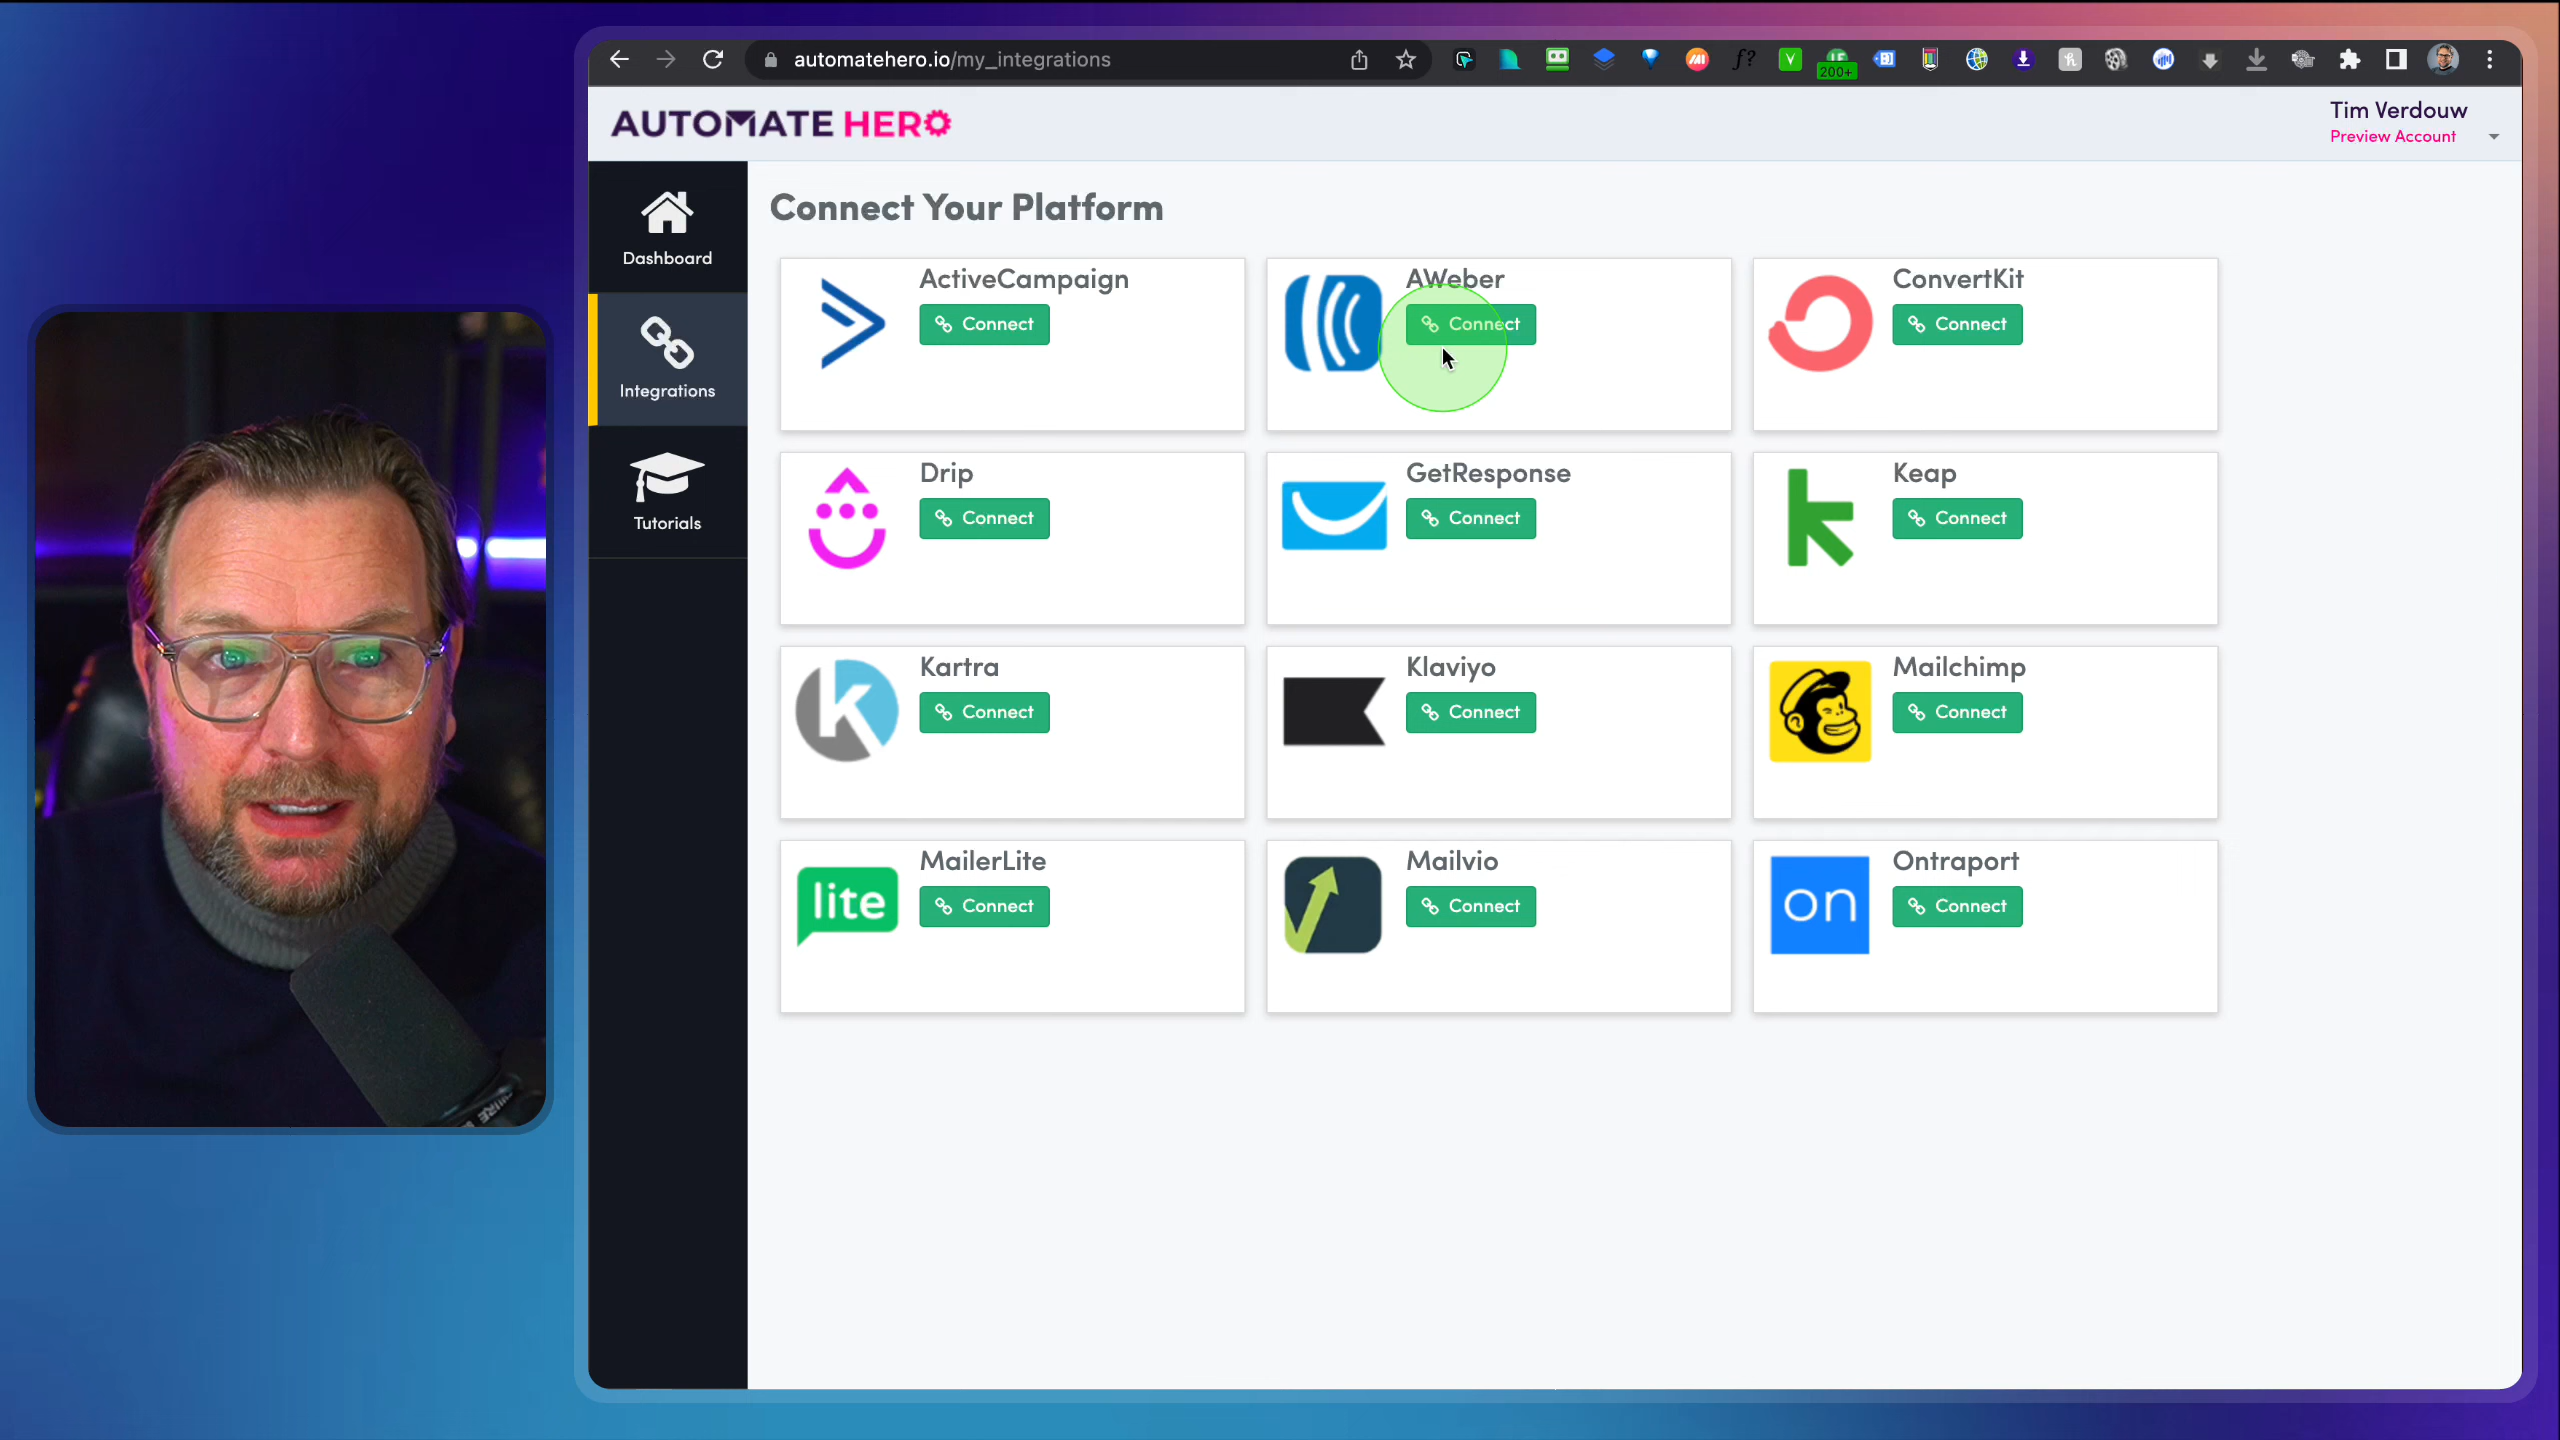 automatehero.io/my_integrations
200+
AUTOMATE HERO
Tim Verdouw
Preview Account
Dashboard
Integrations
Tutorials
Connect Your Platform
ActiveCampaign
Connect
AWeber
Connect
ConvertKit
Connect
Drip
Connect
GetResponse
Connect
Keap
Connect
Kartra
Connect
Klaviyo
Connect
Mailchimp
Connect
lite
MailerLite
Connect
Mailvio
Connect
on
Ontraport
Connect